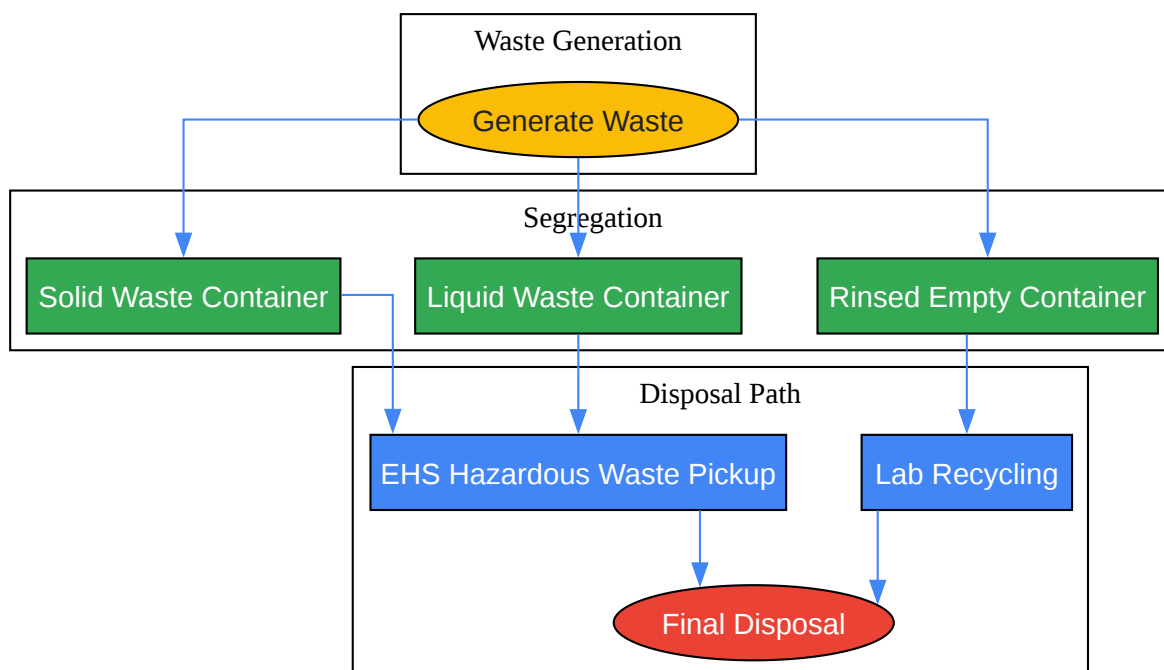 Waste Generation
Generate Waste
Segregation
Solid Waste Container
Liquid Waste Container
Rinsed Empty Container
Disposal Path
EHS Hazardous Waste Pickup
Lab Recycling
Final Disposal